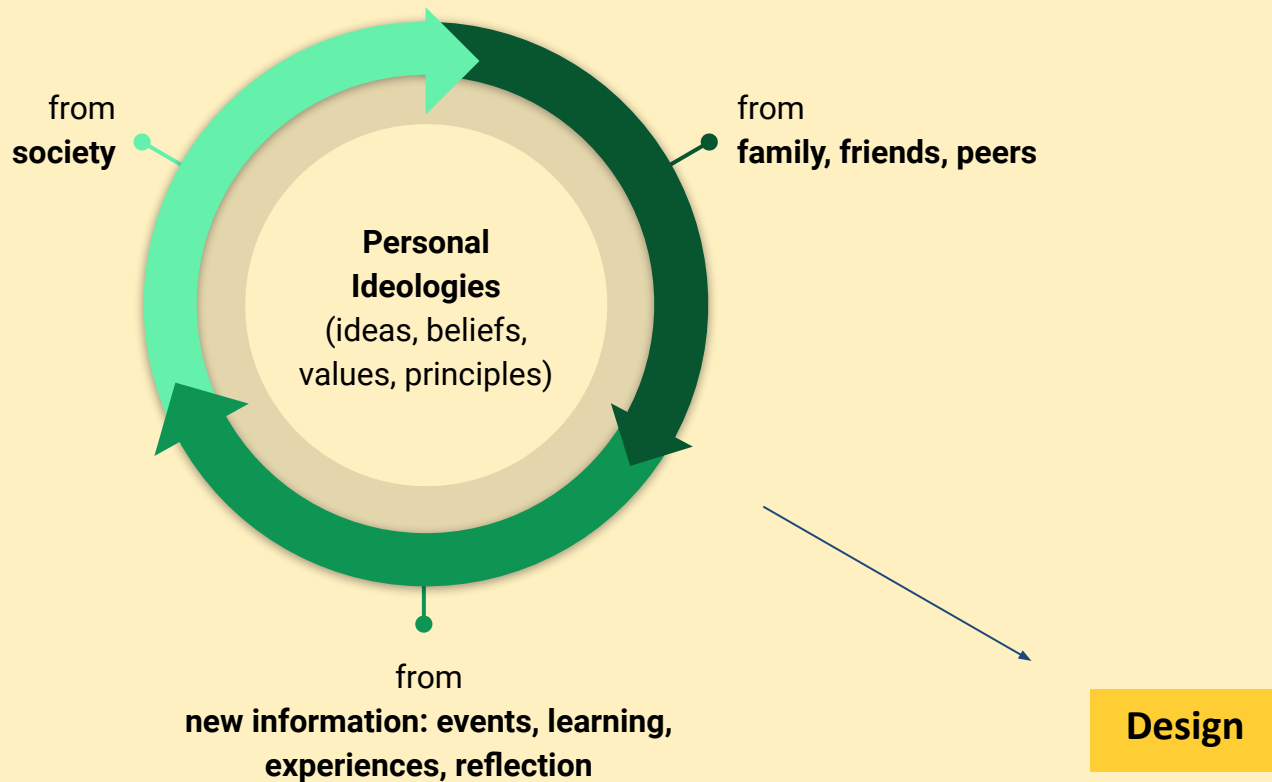 from
society
from
family, friends, peers
Personal
Ideologies
(ideas, beliefs,
values, principles)
from
new information: events, learning,
experiences, reflection
Design